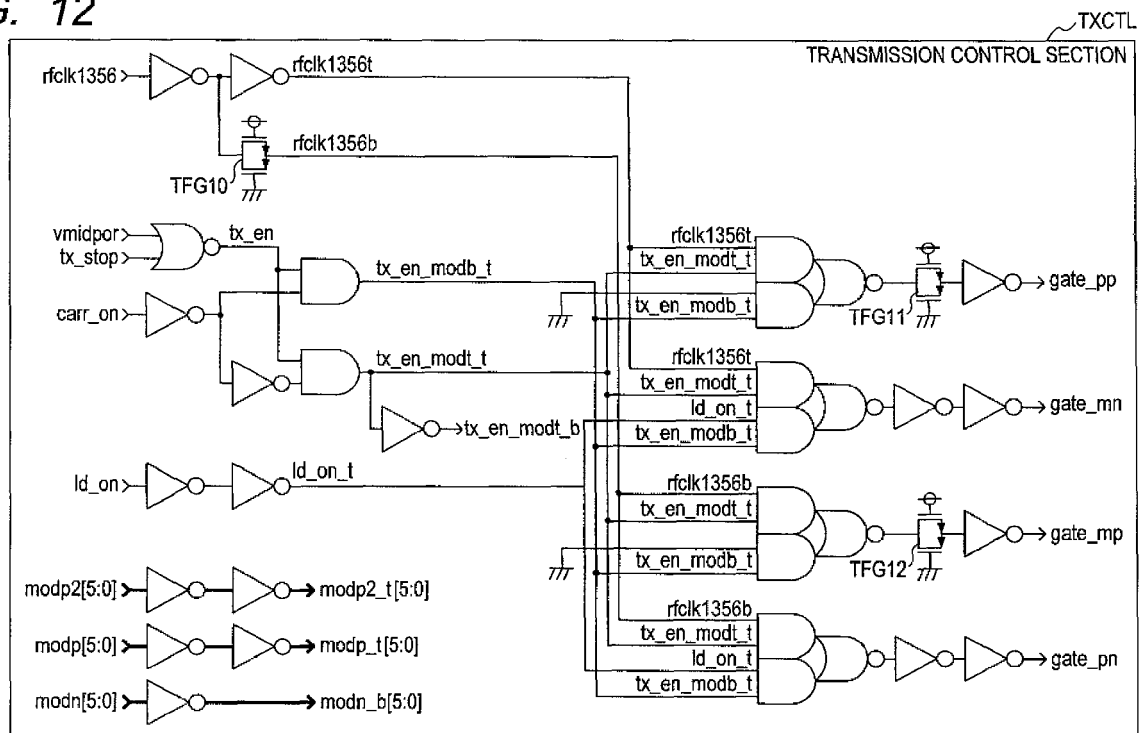 G. 12
TXCTL
TRANSMISSION CONTROL SECTION
rfclk1356
rfclk1356t
rfclk1356b
TFG10
vmidpor
tx_stop
tx_en
tx_en_modb_t
carr_on
tx_en_modt_t
tx_en_modt_b
ld_on
ld_on_t
modp2[5:0]
modp2_t[5:0]
modp[5:0]
modp_t[5:0]
modn[5:0]
modn_b[5:0]
rfclk1356t
tx_en_modt_t
tx_en_modb_t
TFG11
gate_pp
rfclk1356t
tx_en_modt_t
ld_on_t
tx_en_modb_t
gate_mn
rfclk1356b
tx_en_modt_t
tx_en_modb_t
TFG12
gate_mp
rfclk1356b
tx_en_modt_t
ld_on_t
tx_en_modb_t
gate_pn